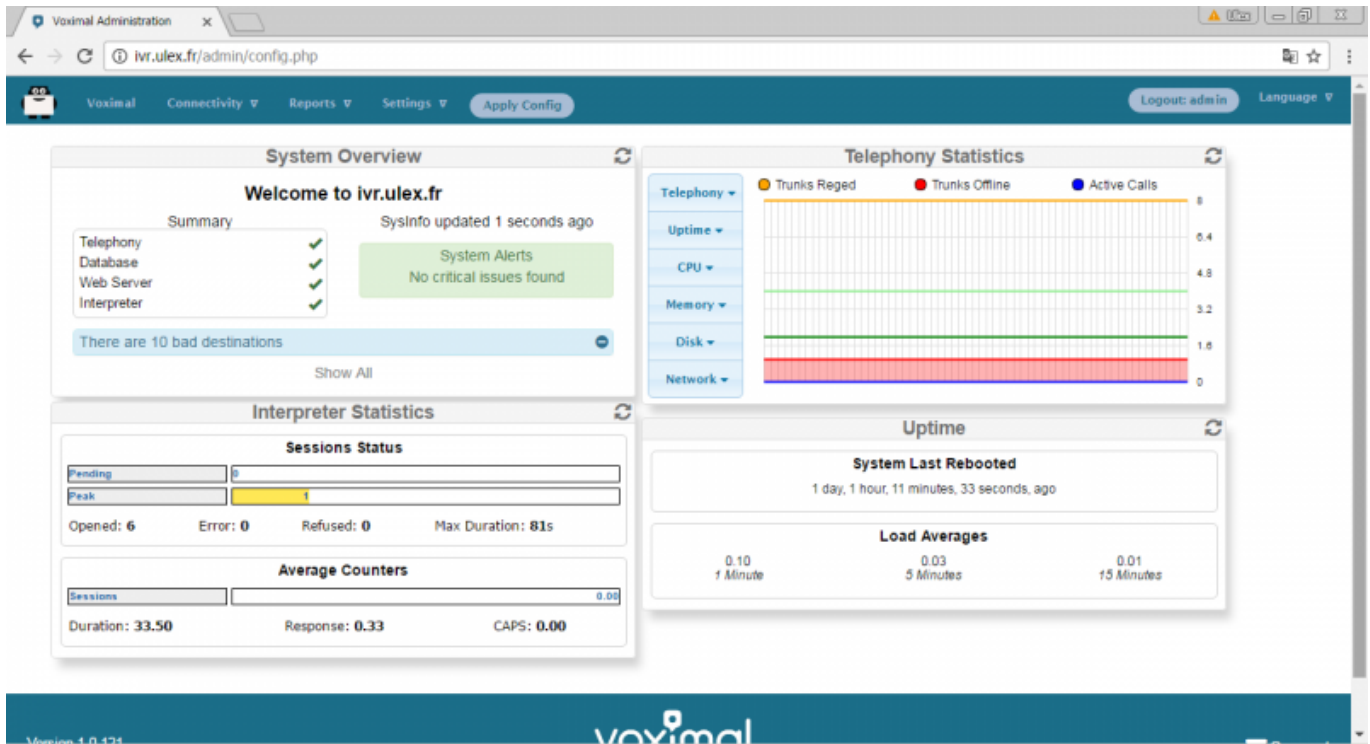 Voximal Administration
ivr.ulex.fr/admin/config.php
Voximal Connectivity Reports Settings Apply Config Logout: admin Language
System Overview
Welcome to ivr.ulex.fr
Summary
Telephony
Database
Web Server
Interpreter
SysInfo updated 1 seconds ago
System Alerts
No critical issues found
There are 10 bad destinations
Show All
Telephony Statistics
Telephony
Uptime
CPU
Memory
Disk
Network
Trunks Reged Trunks Offline Active Calls
8
6.4
4.8
3.2
1.6
0
Interpreter Statistics
Sessions Status
Pending 0
Peak 1
Opened: 6 Error: 0 Refused: 0 Max Duration: 81s
Average Counters
Sessions 0.00
Duration: 33.50 Response: 0.33 CAPS: 0.00
Uptime
System Last Rebooted
1 day, 1 hour, 11 minutes, 33 seconds, ago
Load Averages
0.10 0.03 0.01
1 Minute 5 Minutes 15 Minutes
Version 1.0.121
voximal